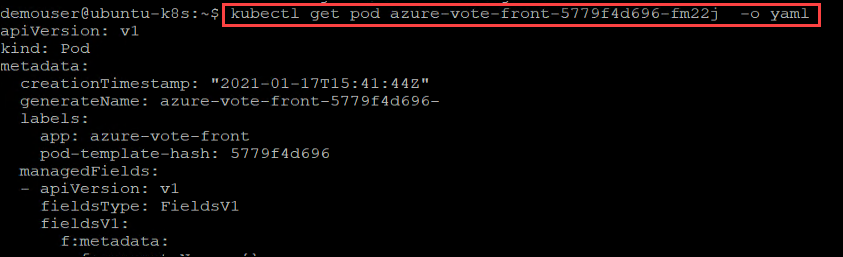 demouser@ubuntu-k8s:~$ kubectl get pod azure-vote-front-5779f4d696-fm22j  -o yaml
apiVersion: v1
kind: Pod
metadata:
  creationTimestamp: "2021-01-17T15:41:44Z"
  generateName: azure-vote-front-5779f4d696-
  labels:
    app: azure-vote-front
    pod-template-hash: 5779f4d696
  managedFields:
  - apiVersion: v1
    fieldsType: FieldsV1
    fieldsV1:
      f:metadata: